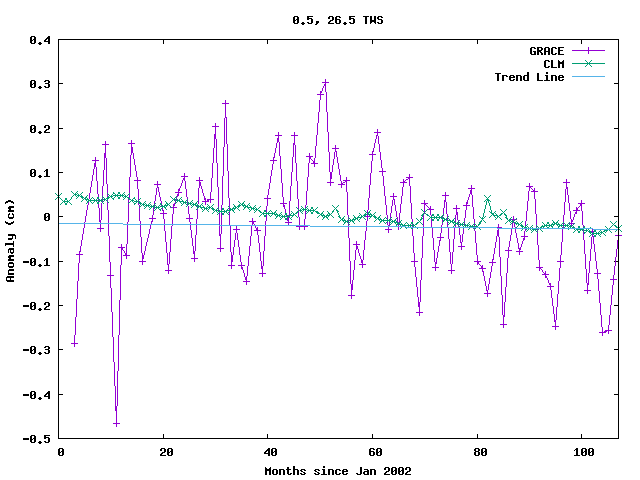 0.5, 26.5 TWS
GRACE
CLM
Trend Line
0.4
0.3
0.2
0.1
0
-0.1
-0.2
-0.3
-0.4
-0.5
Anomaly (cm)
0 20 40 60 80 100
Months since Jan 2002